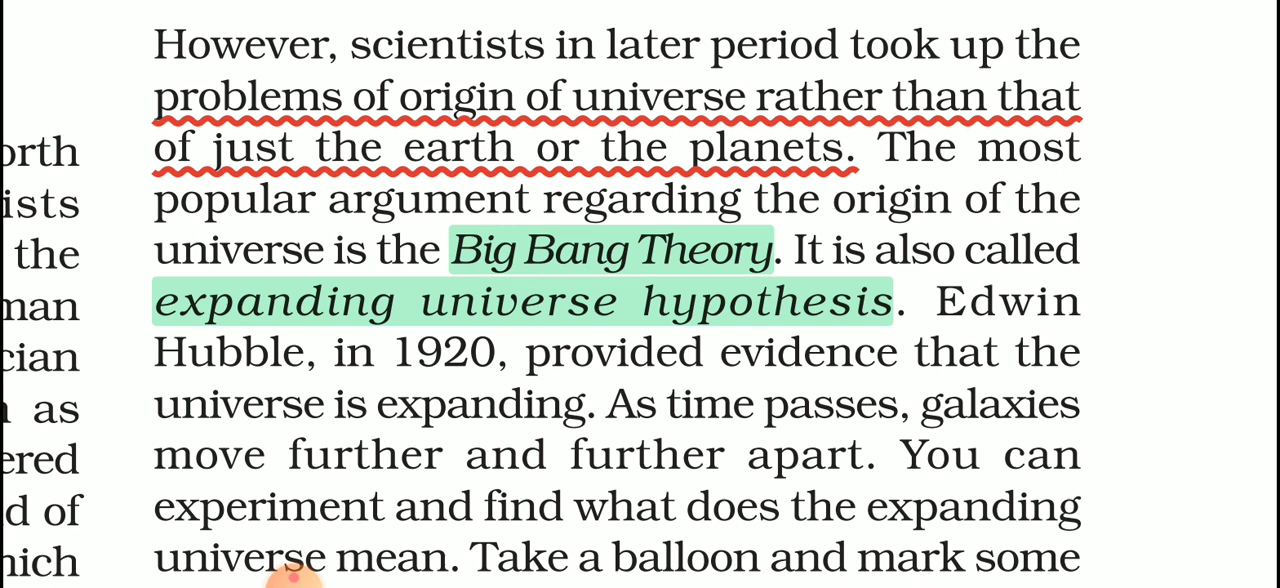 However, scientists in later period took up the
problems of origin of universe rather than that
of just the earth or the planets. The most
popular argument regarding the origin of the
universe is the Big Bang Theory. It is also called
expanding universe hypothesis. Edwin
Hubble, in 1920, provided evidence that the
universe is expanding. As time passes, galaxies
move further and further apart. You can
experiment and find what does the expanding
universe mean. Take a balloon and mark some
the
as
d of